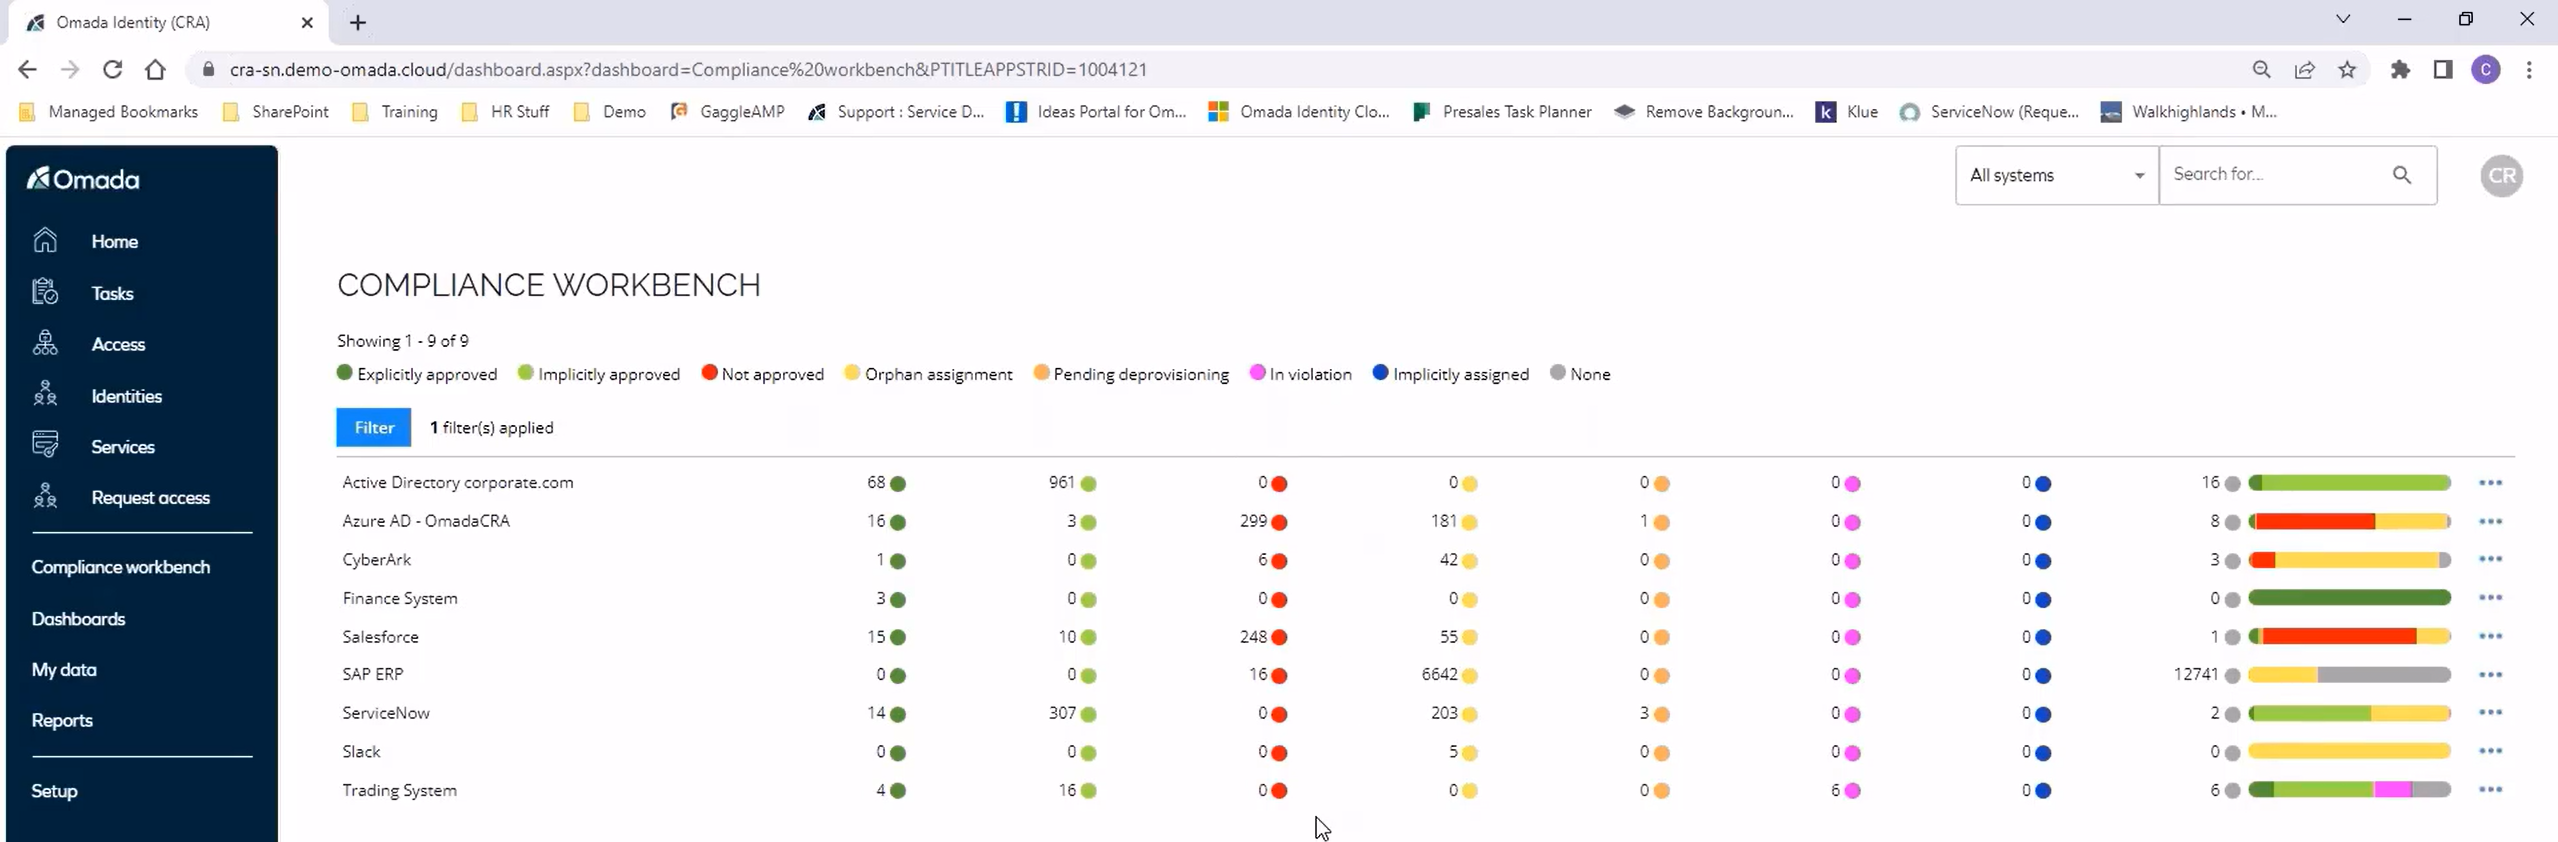 Omada Identity (CRA)
cra-sn.demo-omada.cloud/dashboard.aspx?dashboard=Compliance%20workbench&PTITLEAPPSTRID=1004121
C
Managed Bookmarks SharePoint Training HR Stuff Demo GaggleAMP Support : Service D... Ideas Portal for Om... Omada Identity Clo... Presales Task Planner Remove Backgroun... k Klue ServiceNow (Reque... Walkhighlands • M...
Omada
All systems Search for... CR
Home
Tasks
Access
Identities
Services
Request access
Compliance workbench
Dashboards
My data
Reports
Setup
COMPLIANCE WORKBENCH
Showing 1 - 9 of 9
Explicitly approved Implicitly approved Not approved Orphan assignment Pending deprovisioning In violation Implicitly assigned None
Filter 1 filter(s) applied
Active Directory corporate.com 68 961 0 0 0 0 0 16
Azure AD - OmadaCRA 16 3 299 181 1 0 0 8
CyberArk 1 0 6 42 0 0 0 3
Finance System 3 0 0 0 0 0 0 0
Salesforce 15 10 248 55 0 0 0 1
SAP ERP 0 0 16 6642 0 0 0 12741
ServiceNow 14 307 0 203 3 0 0 2
Slack 0 0 0 5 0 0 0 0
Trading System 4 16 0 0 0 6 0 6